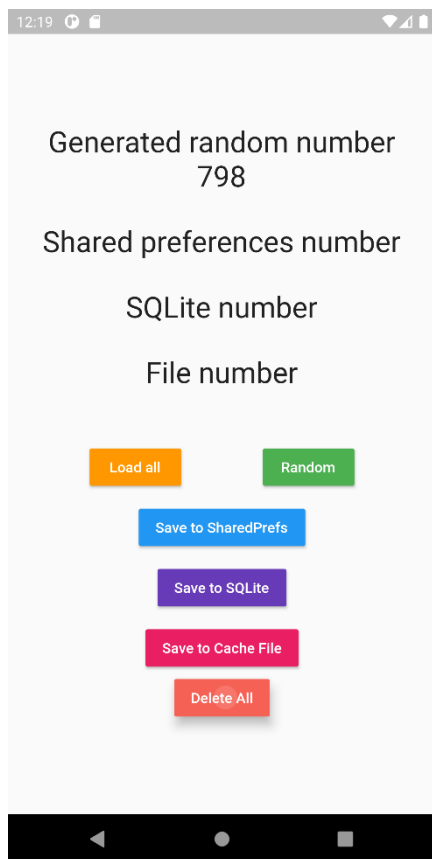 12:19
Generated random number
798
Shared preferences number
SQLite number
File number
Load all
Random
Save to SharedPrefs
Save to SQLite
Save to Cache File
Delete All